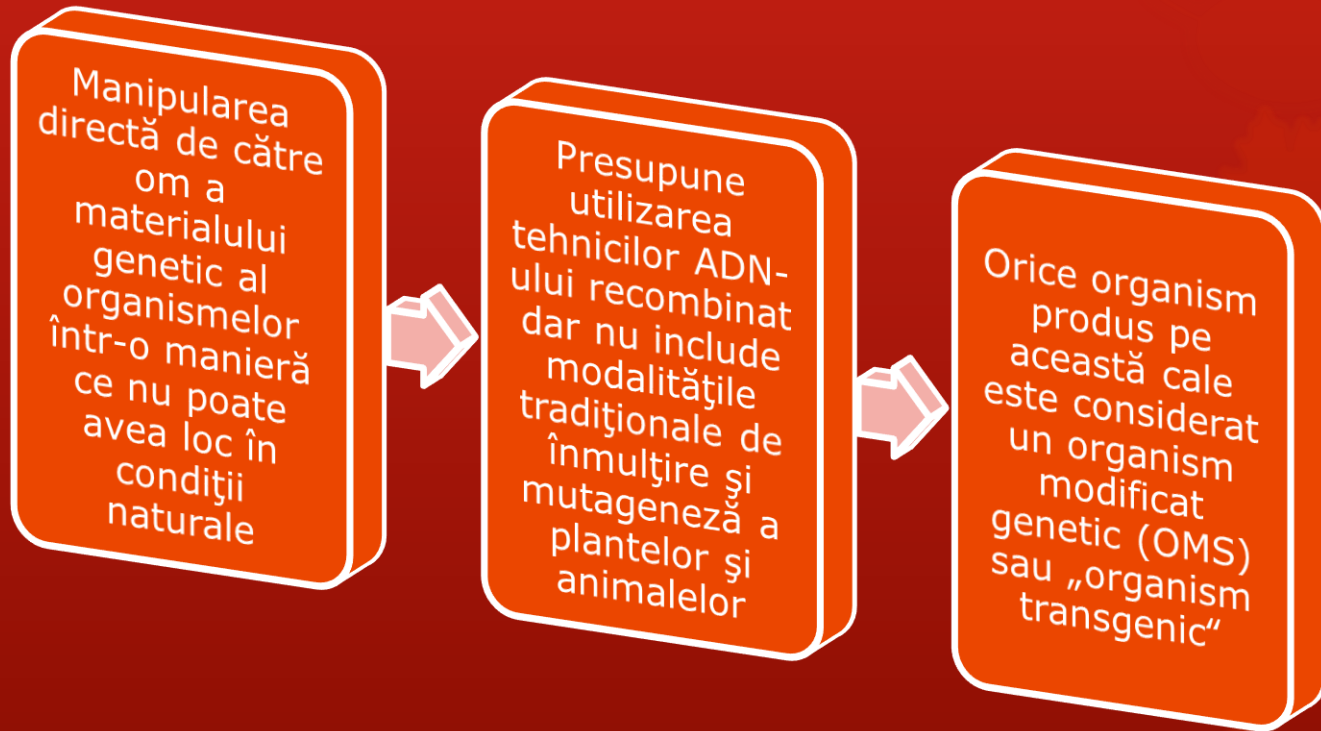 Manipularea
directă de către
om a
materialului
genetic al
organismelor
într-o manieră
ce nu poate
avea loc în
condiţii
naturale
Presupune
utilizarea
tehnicilor ADN-
ului recombinat
dar nu include
modalităţile
tradiţionale de
înmulţire şi
mutageneză a
plantelor şi
animalelor
Orice organism
produs pe
această cale
este considerat
un organism
modificat
genetic (OMS)
sau „organism
transgenic“